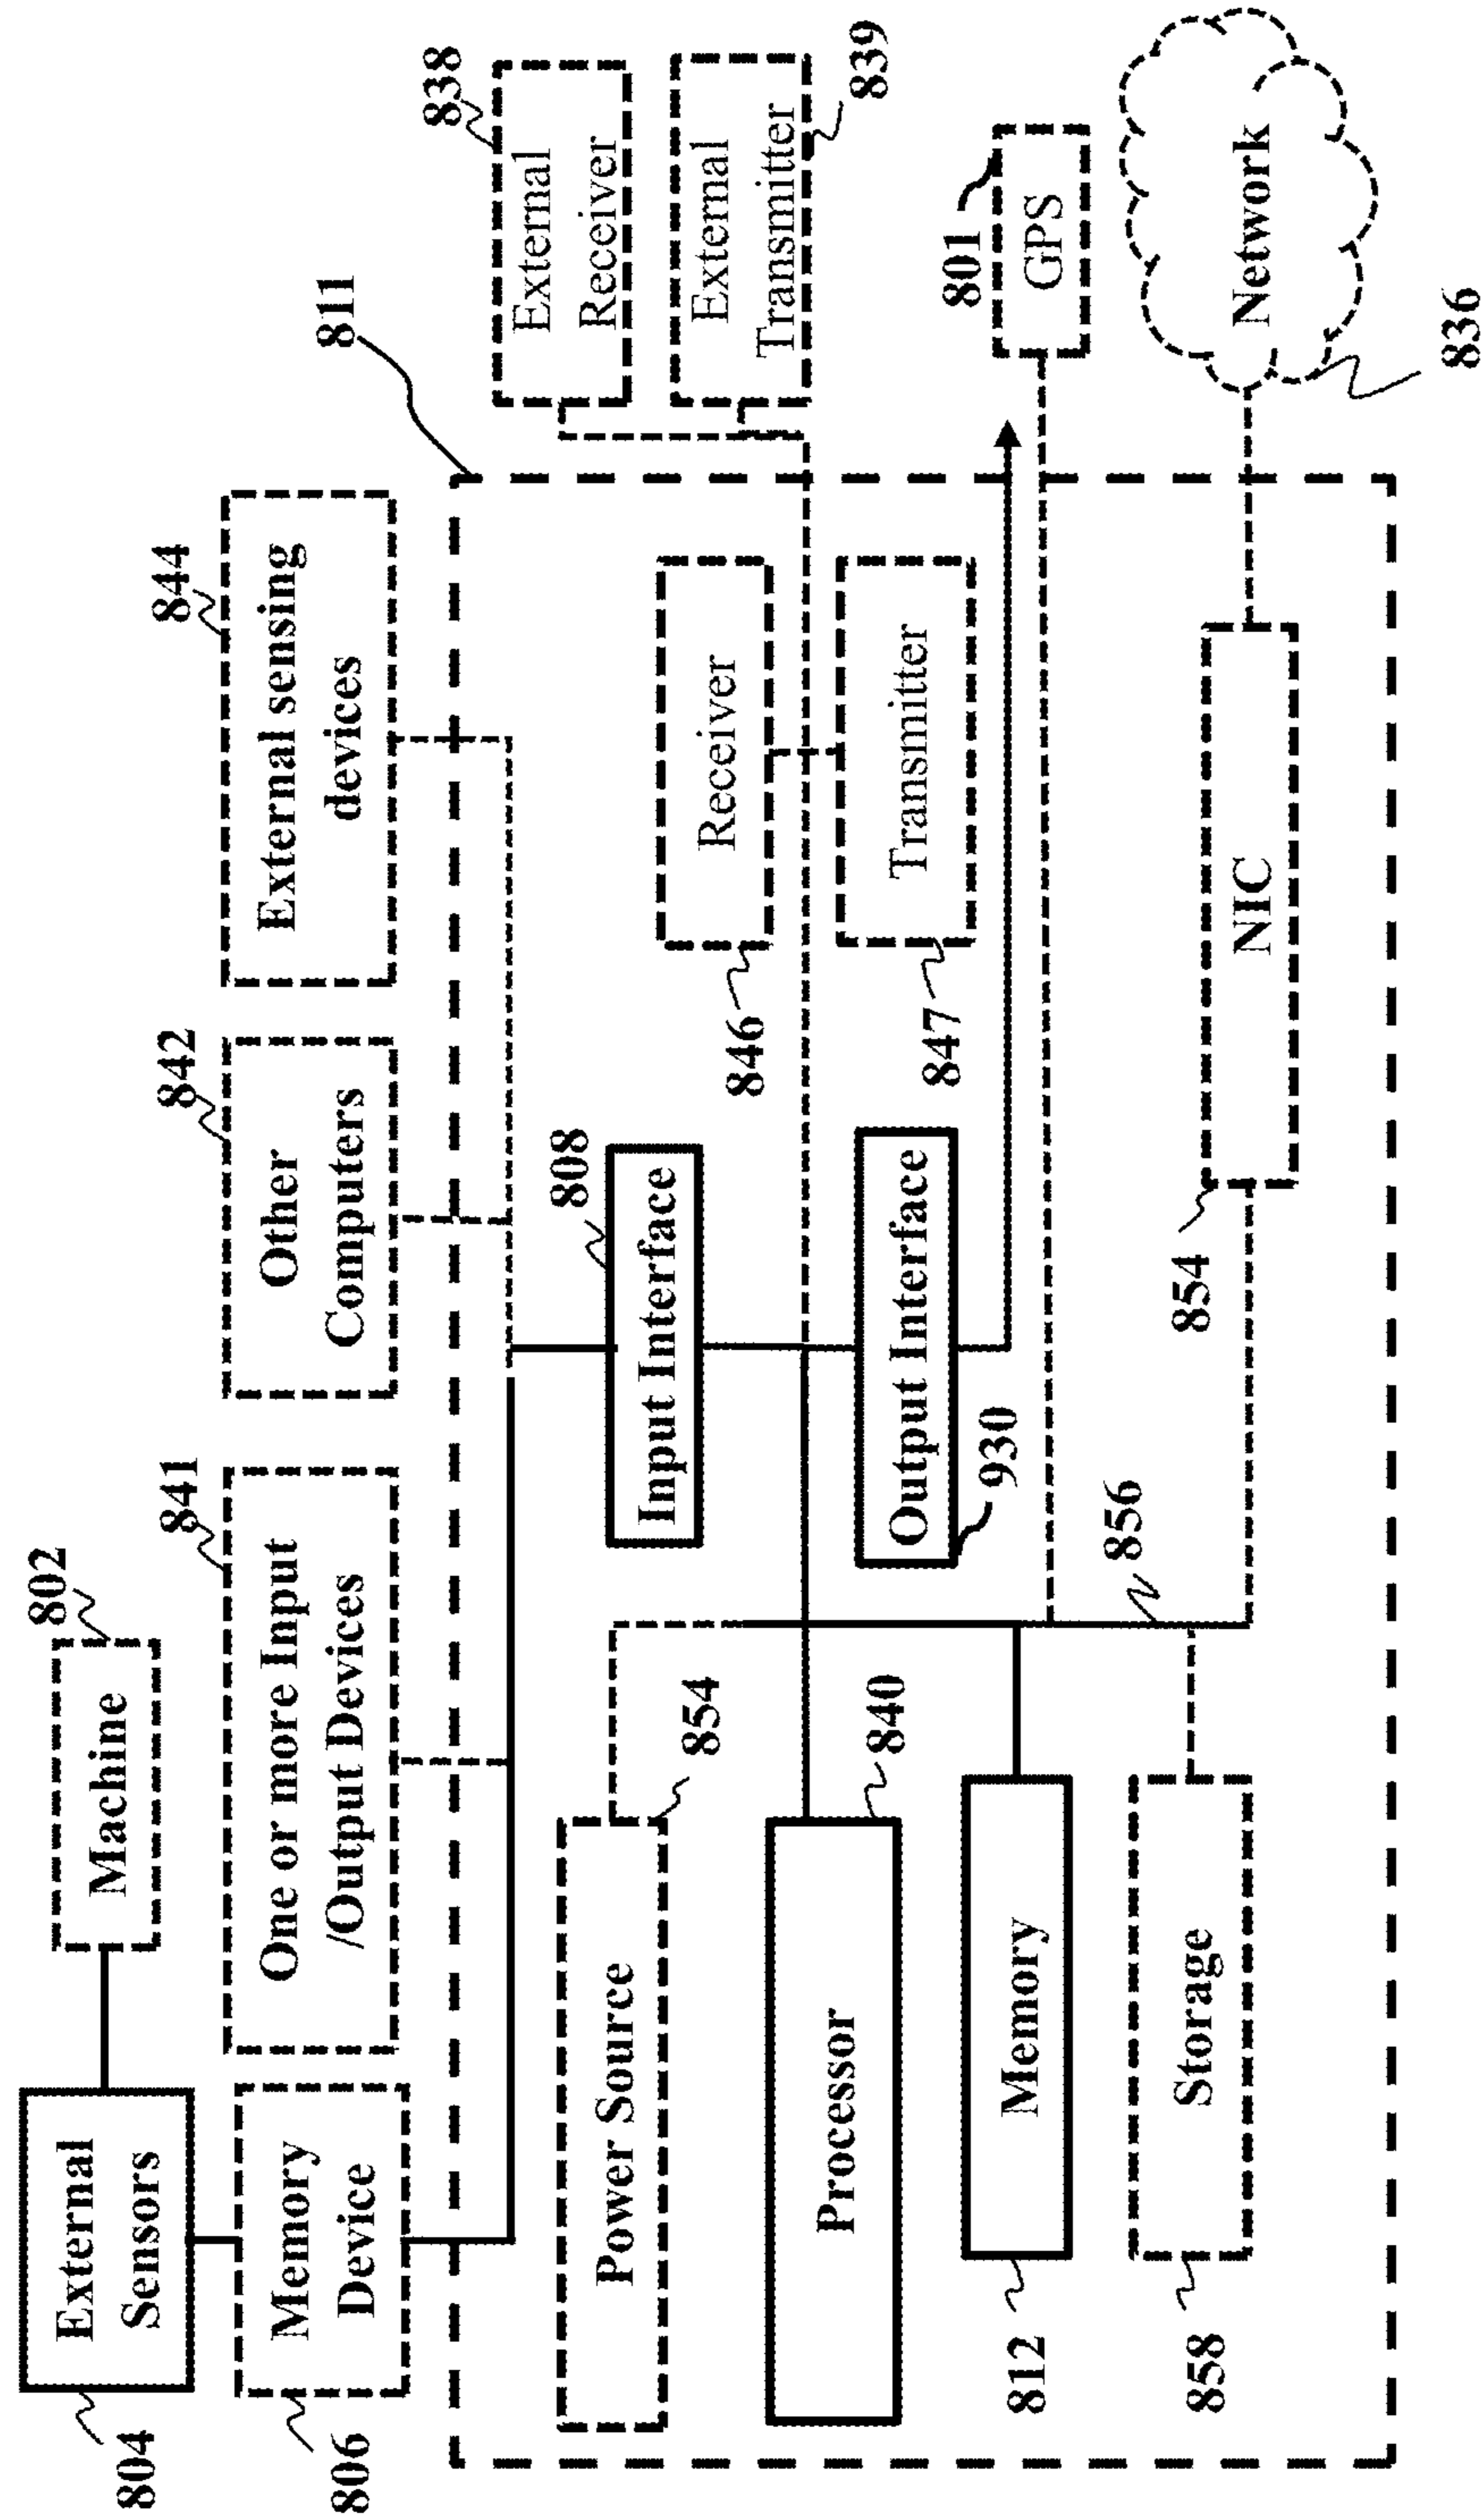 802
Machine
External
Sensors
804
841
842
844
811
838
Memory
Device
806
One or more Input
/Output Devices
Other
Computers
External sensing
devices
External
Receiver
External
Transmitter
839
808
Input Interface
Receiver
846
Power Source
854
Processor
840
Output Interface
930
Transmitter
847
801
GPS
Memory
812
856
Storage
858
854
NIC
Network
836